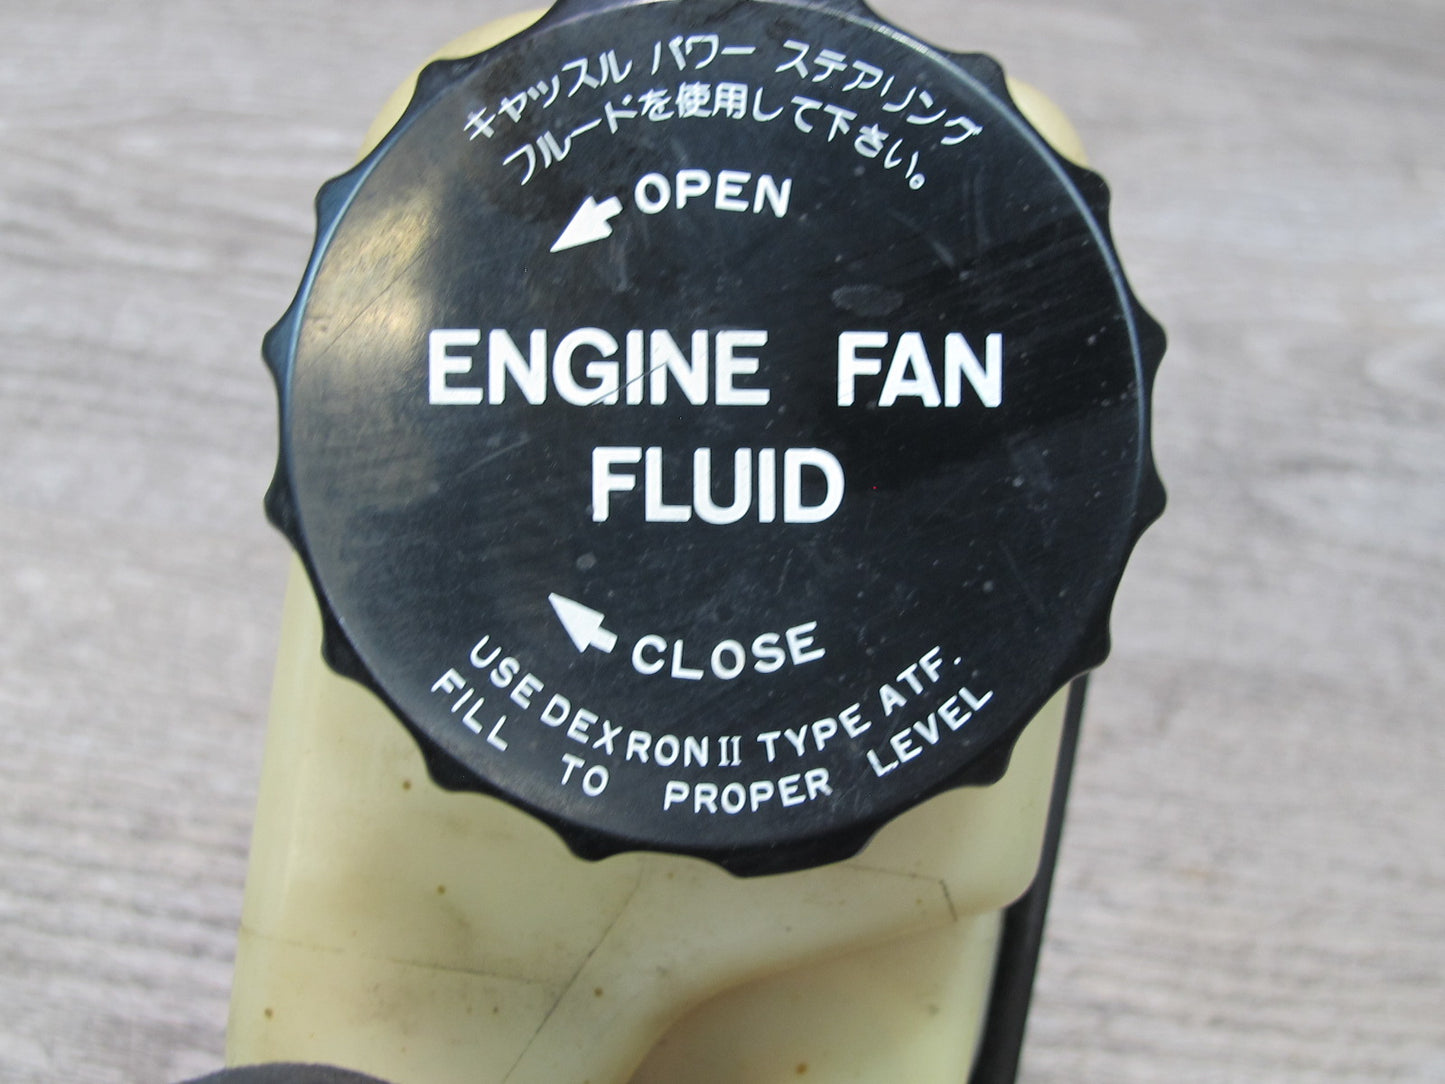 キャッスル パワー ステアリング
フルードを使用して下さい。
OPEN
ENGINE FAN
FLUID
CLOSE
USE DEXRON II TYPE ATF.
FILL TO PROPER LEVEL